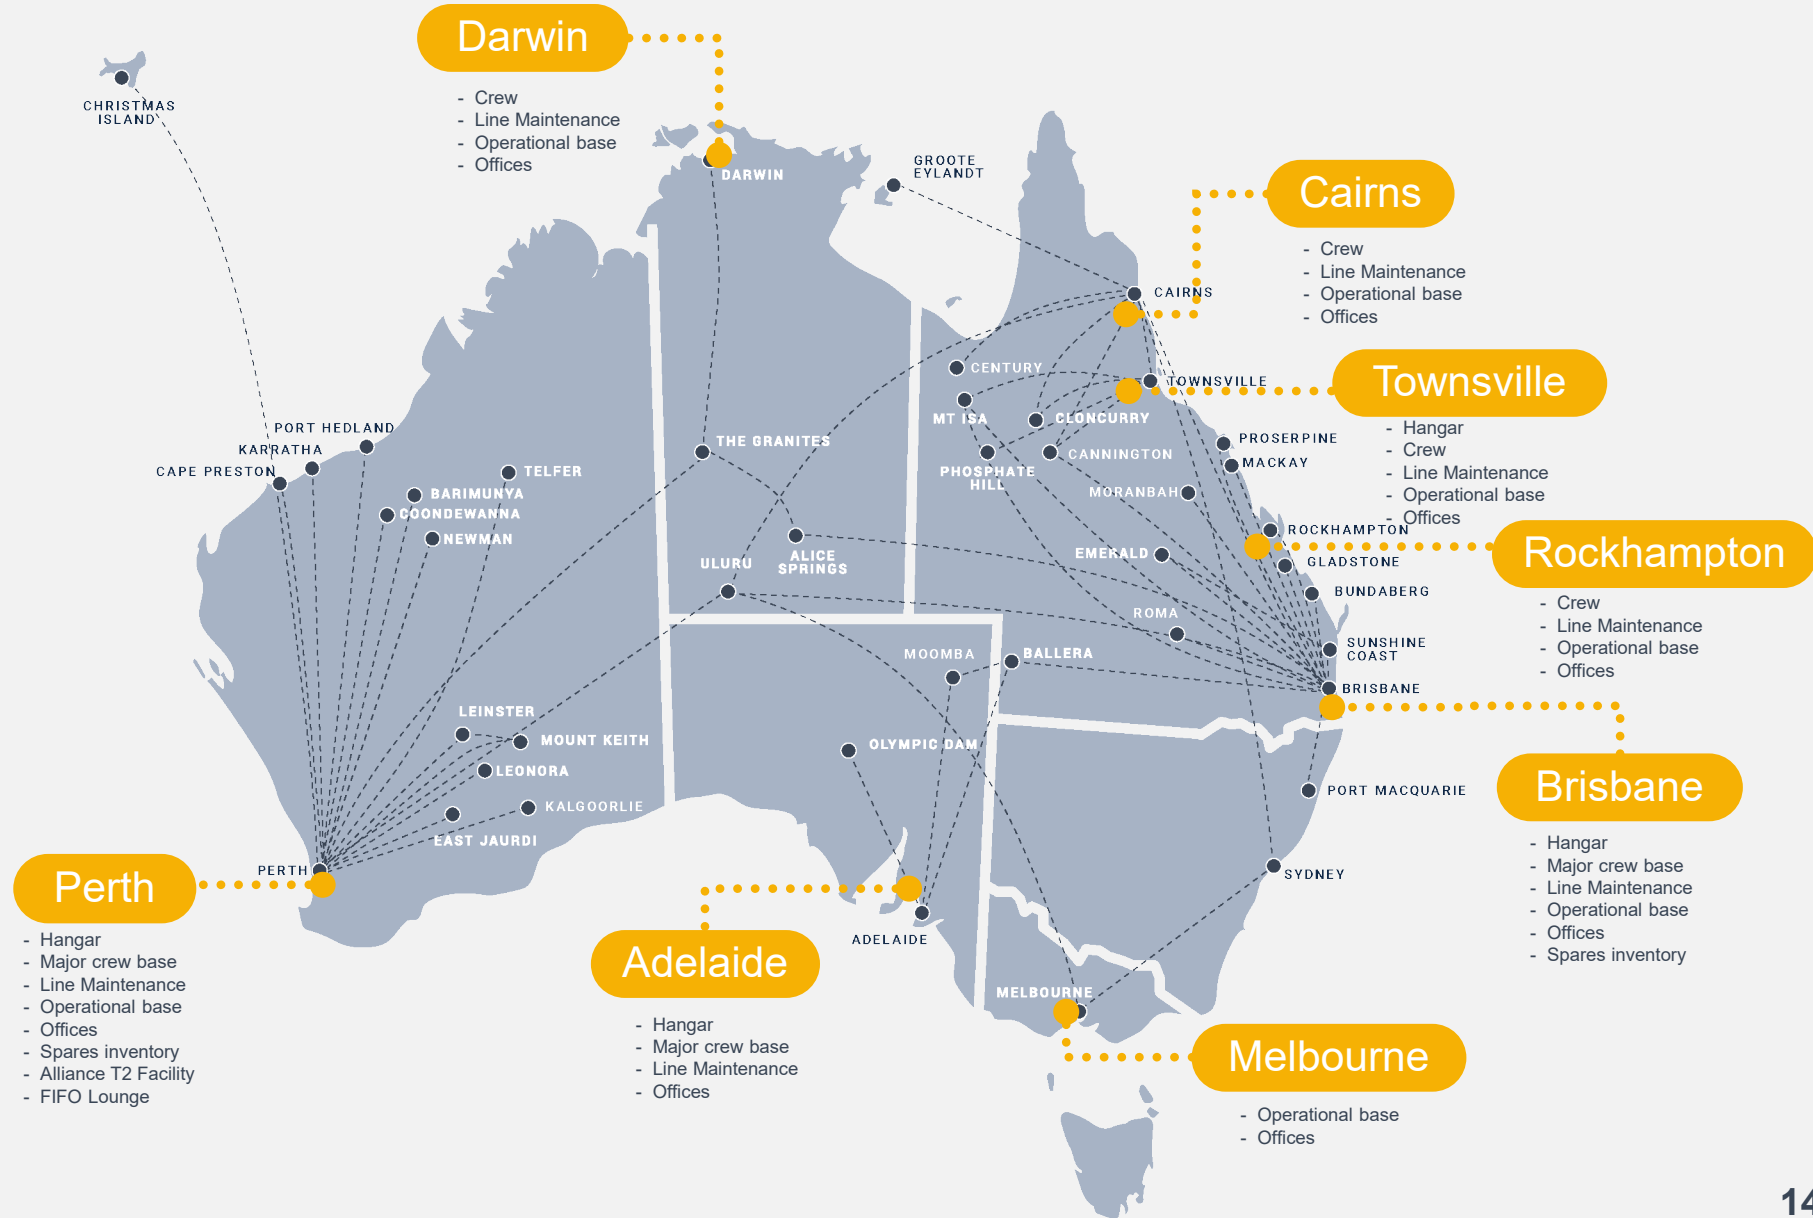 Darwin
- Crew
- Line Maintenance
- Operational base
- Offices
CHRISTMAS
ISLAND
DARWIN
GROOTE
EYLANDT
Cairns
- Crew
- Line Maintenance
- Operational base
- Offices
CAIRNS
Townsville
- Hangar
- Crew
- Line Maintenance
- Operational base
- Offices
CENTURY
TOWNSVILLE
MT ISA
CLONCURRY
PORT HEDLAND
KARRATHA
CAPE PRESTON
TELFER
BARIMUNYA
COONDEWANNA
NEWMAN
THE GRANITES
PHOSPHATE
HILL
CANNINGTON
PROSERPINE
MACKAY
MORANBAH
ROCKHAMPTON
Rockhampton
- Crew
- Line Maintenance
- Operational base
- Offices
ULURU
ALICE
SPRINGS
EMERALD
GLADSTONE
BUNDABERG
ROMA
SUNSHINE
COAST
MOOMBA
BALLERA
BRISBANE
LEINSTER
MOUNT KEITH
LEONORA
KALGOORLIE
EAST JAURDI
OLYMPIC DAM
PORT MACQUARIE
Brisbane
- Hangar
- Major crew base
- Line Maintenance
- Operational base
- Offices
- Spares inventory
PERTH
Perth
- Hangar
- Major crew base
- Line Maintenance
- Operational base
- Offices
- Spares inventory
- Alliance T2 Facility
- FIFO Lounge
SYDNEY
ADELAIDE
Adelaide
- Hangar
- Major crew base
- Line Maintenance
- Offices
MELBOURNE
Melbourne
- Operational base
- Offices
14